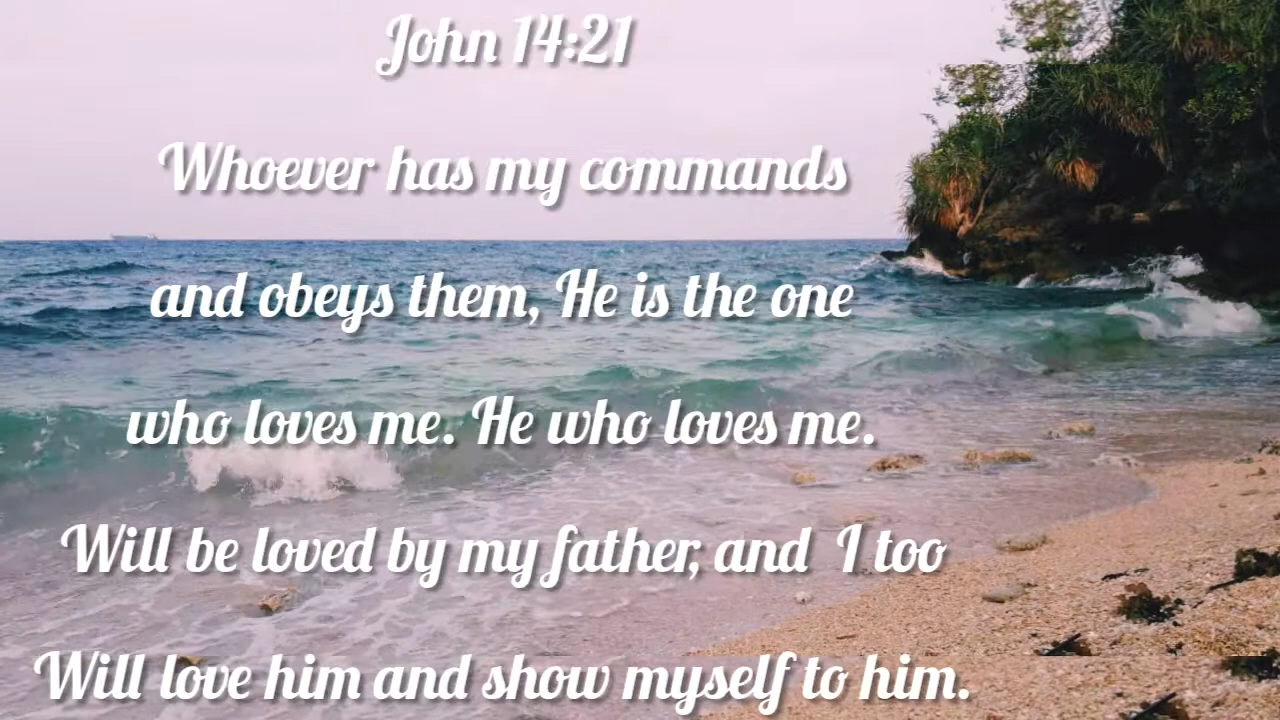 John 14:21
Whoever has my commands
and obeys them, He is the one
who loves me. He who loves me.
Will be loved by my father, and I too
Will love him and show myself to him.